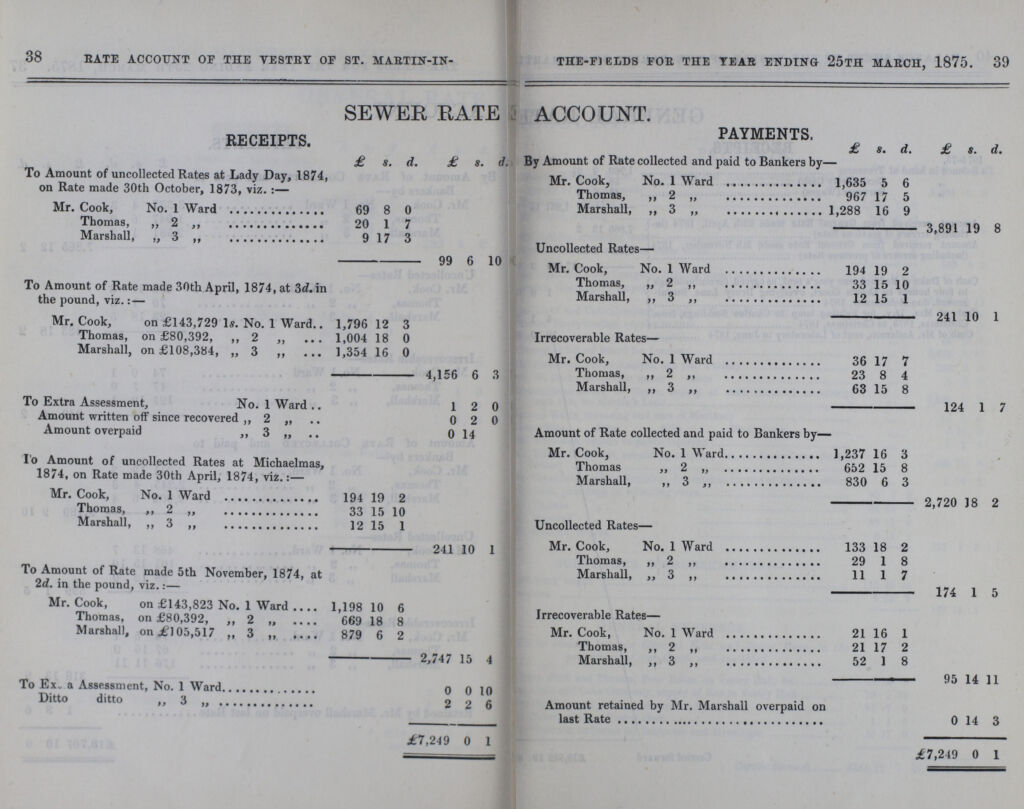 38 RATE ACCOUNT OF THE VESTRY OF ST. MARTIN-IN-
SEWER RATE
RECEIPTS.
£ s. d. £ s. d.
To Amount of uncollected Rates at Lady Day, 1874,
on Rate made 30th October, 1873, viz.:—
Mr. Cook, No. 1 Ward .............. 69 8 0
Thomas, „ 2 „ .............. 20 1 7
Marshall, „ 3 „ .............. 9 17 3
99 6 10
To Amount of Rate made 30th April, 1874, at 3d. in
the pound, viz.:—
Mr. Cook, on £143,729 1s. No. 1 Ward.. 1,796 12 3
Thomas, on £80,392, „ 2 „ ... 1,004 18 0
Marshall, on £108,384, „ 3 „ ... 1,354 16 0
4,156 6 3
To Extra Assessment, No. 1 Ward .. 1 2 0
Amount written off since recovered „ 2 „ .. 0 2 0
Amount overpaid „ 3 „ .. 0 14
To Amount of uncollected Rates at Michaelmas,
1874, on Rate made 30th April, 1874, viz.:—
Mr. Cook, No. 1 Ward .............. 194 19 2
Thomas, „ 2 „ .............. 33 15 10
Marshall, „ 3 „ .............. 12 15 1
241 10 1
To Amount of Rate made 5th November, 1874, at
2d. in the pound, viz.:—
Mr. Cook, on £143,823 No. 1 Ward .... 1,198 10 6
Thomas, on £80,392, „ 2 „ .... 669 18 8
Marshall, on £105,517 „ 3 „ .... 879 6 2
2,747 15 4
To Ex. a Assessment, No. 1 Ward.............. 0 0 10
Ditto ditto „ 3 „ .............. 2 2 6
£7,249 0 1
THE-FIELDS FOR THE YEAR ENDING 25TH MARCH, 1875. 39
ACCOUNT.
PAYMENTS.
£ s. d. £ s. d.
By Amount of Rate collected and paid to Bankers by—
Mr. Cook, No. 1 Ward .............. 1,635 5 6
Thomas, „ 2 „ .............. 967 17 5
Marshall, „ 3 „ .............. 1,288 16 9
3,891 19 8
Uncollected Rates—
Mr. Cook, No. 1 Ward .............. 194 19 2
Thomas, „ 2 „ .............. 33 15 10
Marshall, „ 3 „ .............. 12 15 1
241 10 1
Irrecoverable Rates—
Mr. Cook, No. 1 Ward .............. 36 17 7
Thomas, „ 2 „ .............. 23 8 4
Marshall, „ 3 „ .............. 63 15 8
124 1 7
Amount of Rate collected and paid to Bankers by—
Mr. Cook, No. 1 Ward.............. 1,237 16 3
Thomas „ 2 „ .............. 652 15 8
Marshall, „ 3 „ .............. 830 6 3
2,720 18 2
Uncollected Rates—
Mr. Cook, No. 1 Ward .............. 133 18 2
Thomas, „ 2 „ .............. 29 1 8
Marshall, „ 3 „ .............. 11 1 7
174 1 5
Irrecoverable Rates—
Mr. Cook, No. 1 Ward .............. 21 16 1
Thomas, „ 2 „ .............. 21 17 2
Marshall, „ 3 „ .............. 52 1 8
95 14 11
Amount retained by Mr. Marshall overpaid on
last Rate .............................. 0 14 3
£7,249 0 1